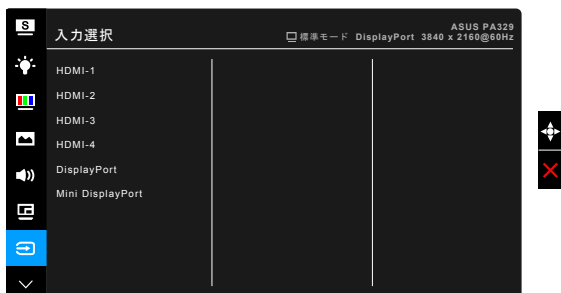 S
ASUS PA329
入力選択
標準モード DisplayPort 3840 x 2160@60Hz
HDMI-1
HDMI-2
HDMI-3
HDMI-4
DisplayPort
Mini DisplayPort